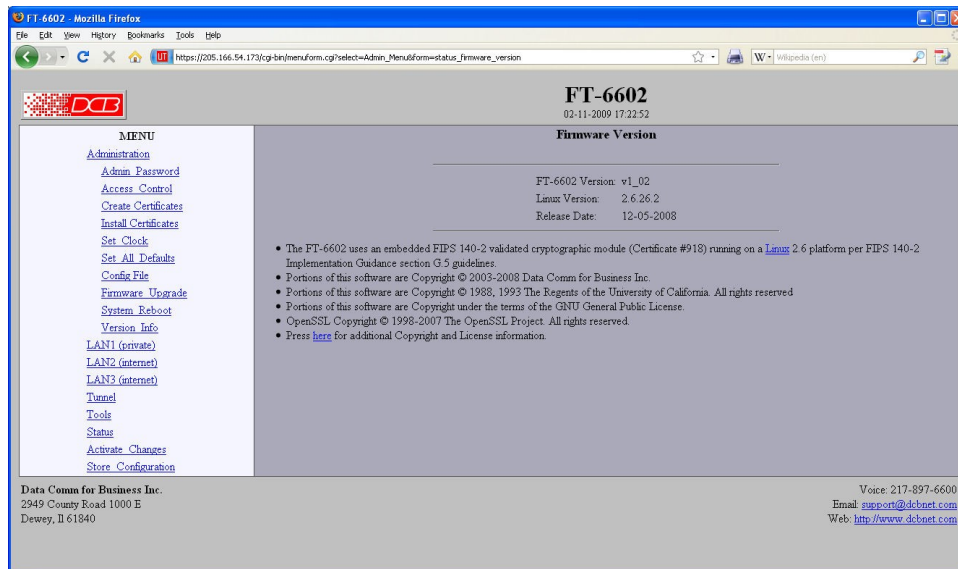 FT-6602 - Mozilla Firefox
File Edit View History Bookmarks Tools Help
https://205.166.54.173/cgi-bin/menuform.cgi?select=Admin_Menu&form=status_firmware_version
W Wikipedia (en)
DCB
FT-6602
02-11-2009 17:22:52
MENU
Administration
Admin Password
Access Control
Create Certificates
Install Certificates
Set Clock
Set All Defaults
Config File
Firmware Upgrade
System Reboot
Version Info
LAN1 (private)
LAN2 (internet)
LAN3 (internet)
Tunnel
Tools
Status
Activate Changes
Store Configuration
Firmware Version
FT-6602 Version: v1_02
Linux Version: 2.6.26.2
Release Date: 12-05-2008
• The FT-6602 uses an embedded FIPS 140-2 validated cryptographic module (Certificate #918) running on a Linux 2.6 platform per FIPS 140-2
Implementation Guidance section G.5 guidelines.
• Portions of this software are Copyright © 2003-2008 Data Comm for Business Inc.
• Portions of this software are Copyright © 1988, 1993 The Regents of the University of California. All rights reserved
• Portions of this software are Copyright under the terms of the GNU General Public License.
• OpenSSL Copyright © 1998-2007 The OpenSSL Project. All rights reserved.
• Press here for additional Copyright and License information.
Data Comm for Business Inc.
2949 County Road 1000 E
Dewey, Il 61840
Voice: 217-897-6600
Email: support@dcbnet.com
Web: http://www.dcbnet.com